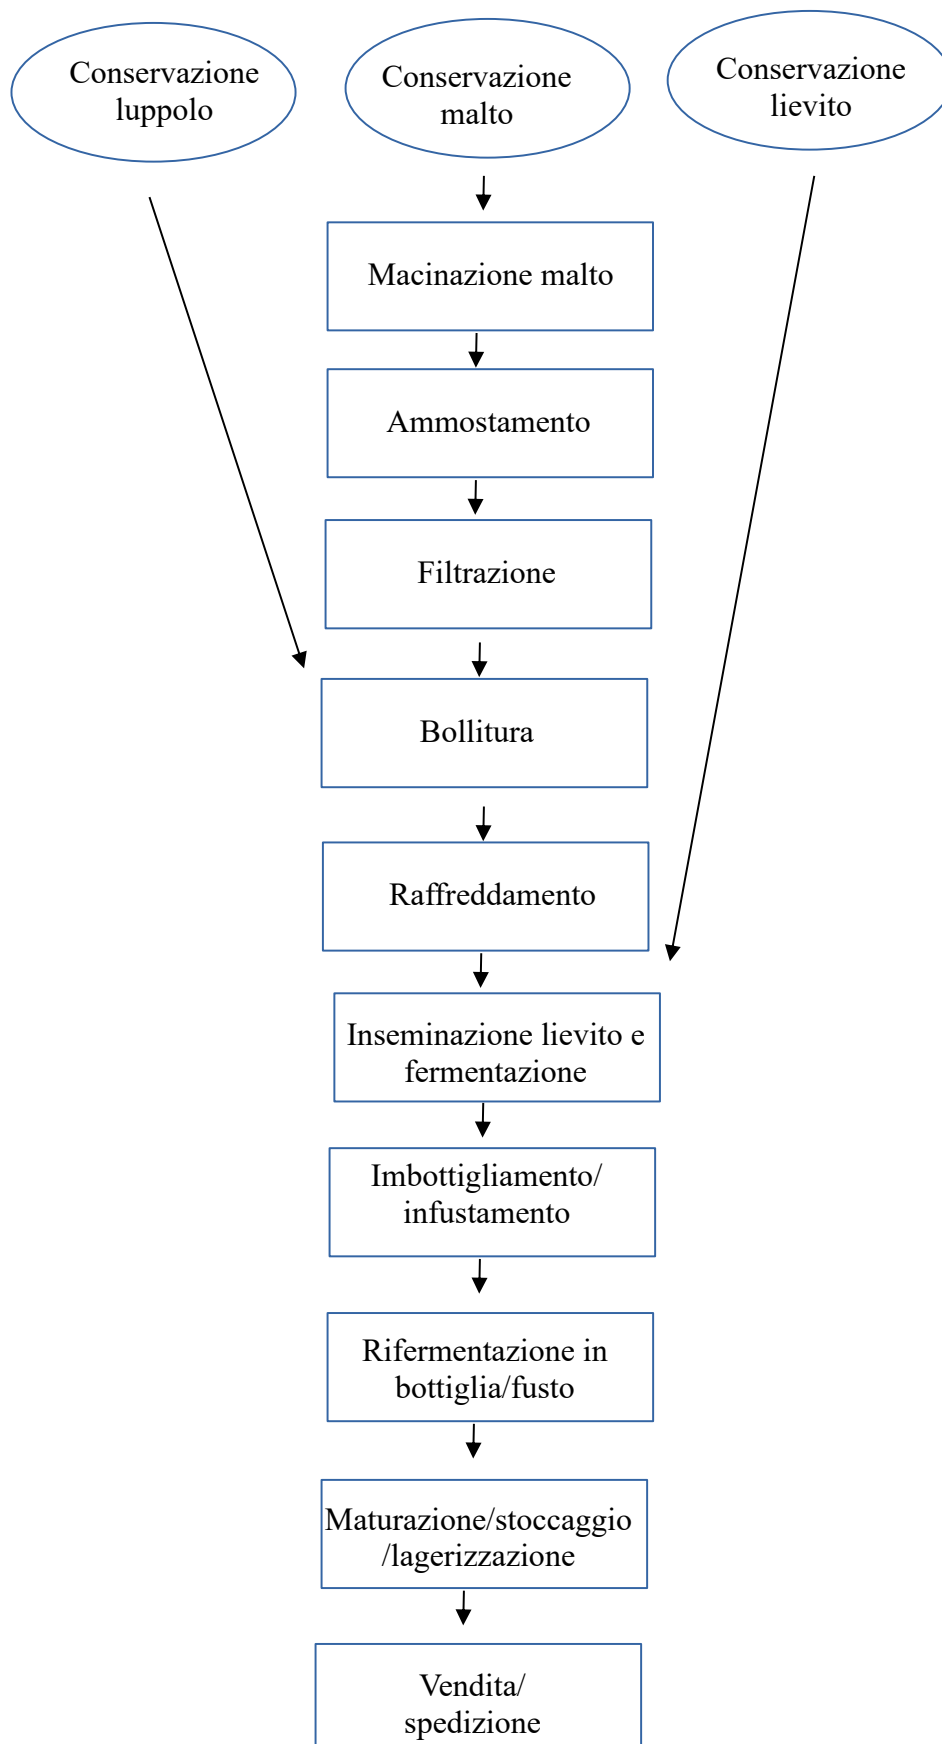 Conservazione
luppolo
Conservazione
malto
Conservazione
lievito
Macinazione malto
Ammostamento
Filtrazione
Bollitura
Raffreddamento
Inseminazione lievito e
fermentazione
Imbottigliamento/
infustamento
Rifermentazione in
bottiglia/fusto
Maturazione/stoccaggio
/lagerizzazione
Vendita/
spedizione